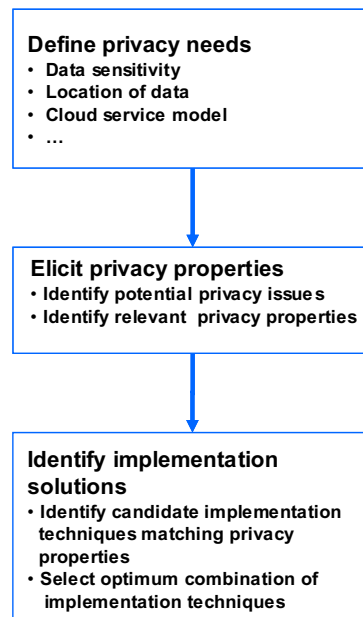 Define privacy needs
• Data sensitivity
• Location of data
• Cloud service model
• ...
Elicit privacy properties
• Identify potential privacy issues
• Identify relevant privacy properties
Identify implementation
solutions
• Identify candidate implementation
techniques matching privacy
properties
• Select optimum combination of
implementation techniques